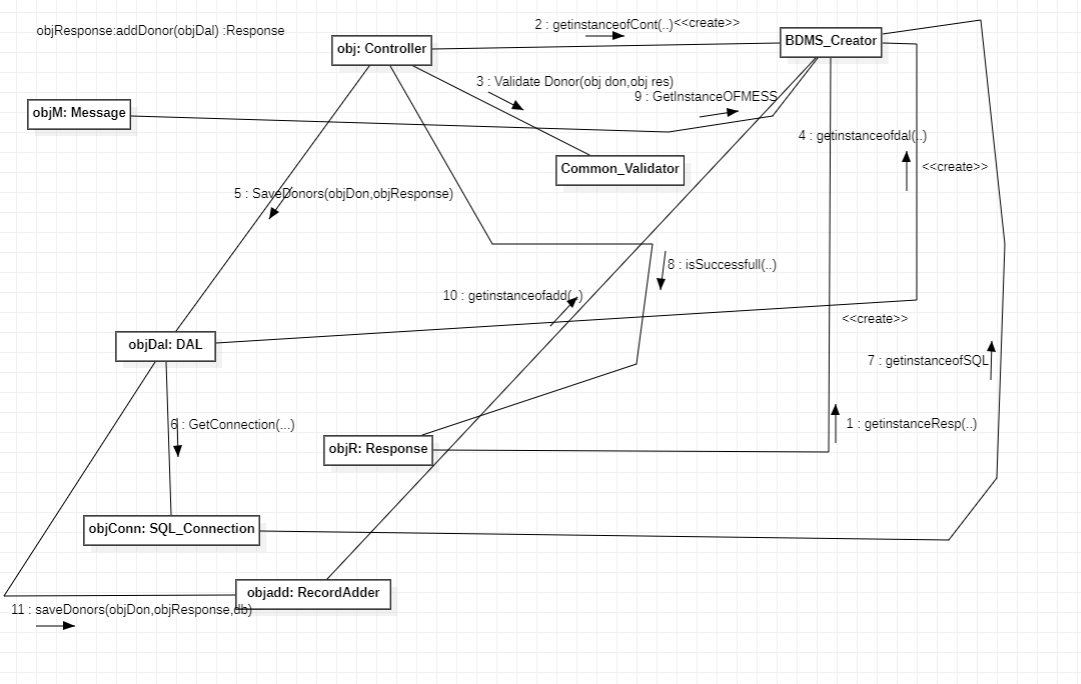 2 : getinstanceofCont(..)
<<create>>
objResponse:addDonor(objDal) :Response
BDMS_Creator
obj: Controller
3 : Validate Donor(obj don,obj res)
9 : GetInstanceOFMESS
objM: Message
4 : getinstanceofdal(..)
<<create>>
Common_Validator
5 : SaveDonors(objDon,objResponse)
8 : isSuccessfull(..)
10 : getinstanceofadd(..)
<<create>>
objDal: DAL
7 : getinstanceofSQL
6 : GetConnection(...)
1 : getinstanceResp(..)
objR: Response
objConn: SQL_Connection
objadd: RecordAdder
11 : saveDonors(objDon,objResponse,db)